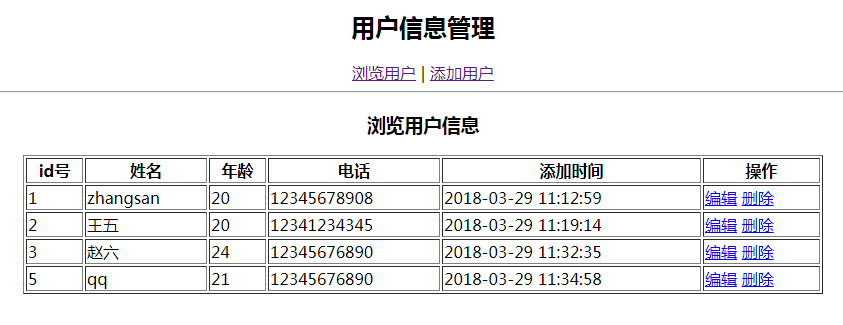 用户信息管理
浏览用户 | 添加用户
浏览用户信息
id号 姓名 年龄 电话 添加时间 操作
1 zhangsan 20 12345678908 2018-03-29 11:12:59 编辑 删除
2 王五 20 12341234345 2018-03-29 11:19:14 编辑 删除
3 赵六 24 12345676890 2018-03-29 11:32:35 编辑 删除
5 qq 21 12345676890 2018-03-29 11:34:58 编辑 删除